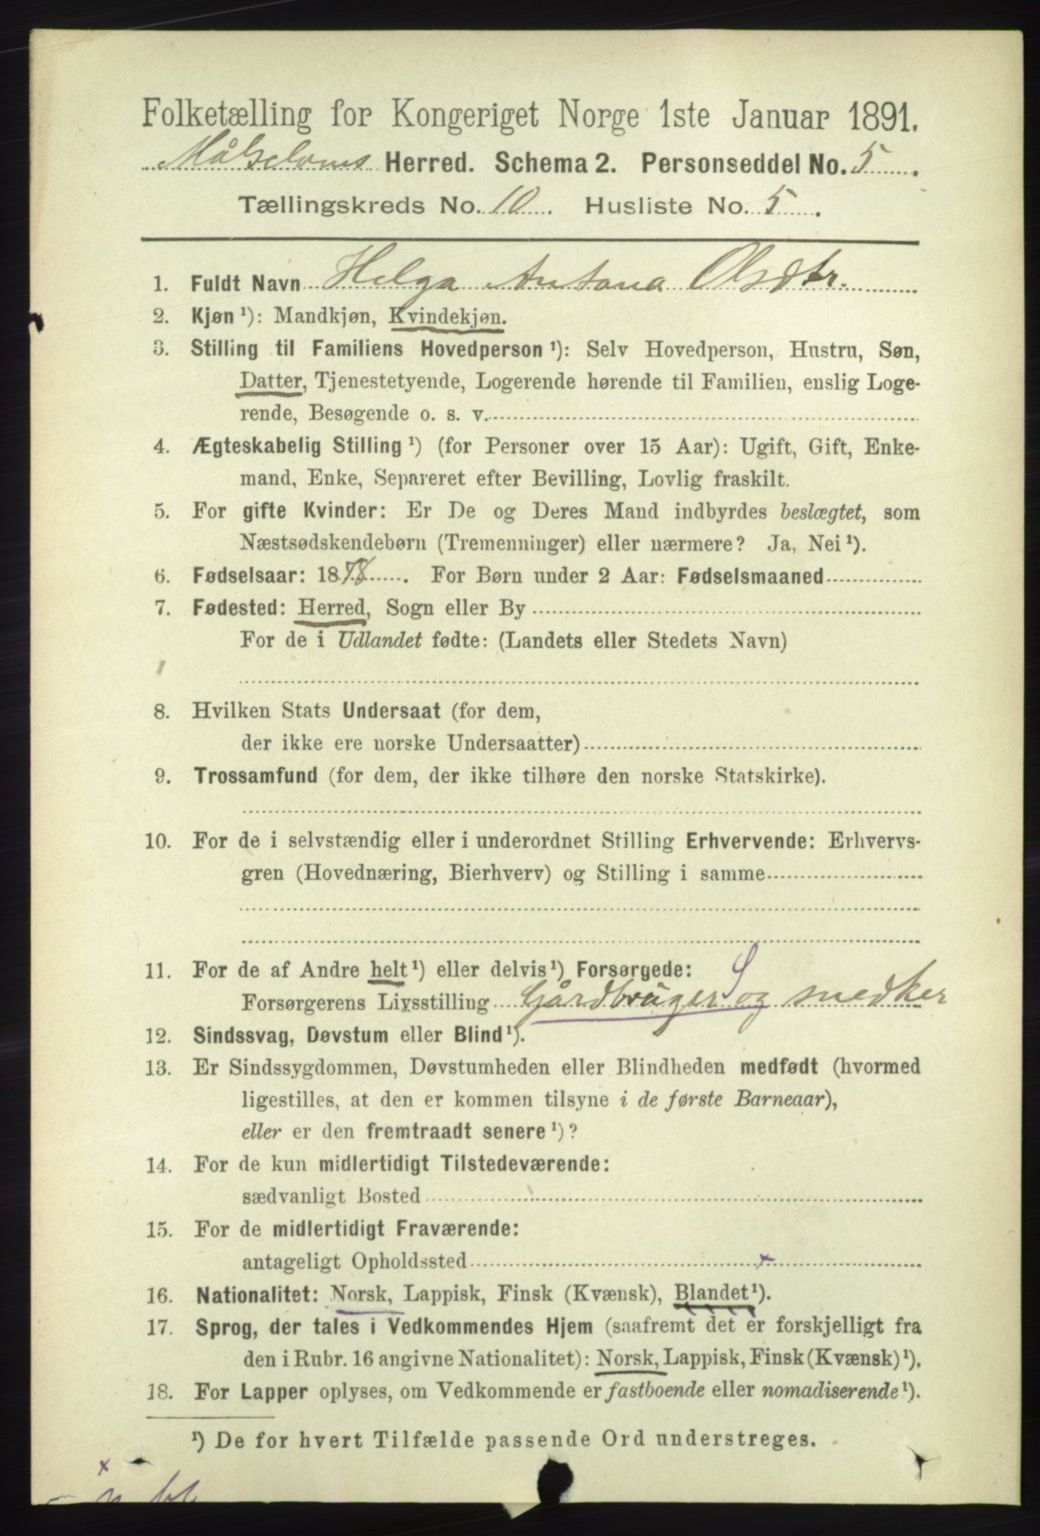 Folketælling for Kongeriget Norge 1ste Januar 1891.
Målselvens Herred. Schema 2. Personseddel No. 5.
Tællingskreds No. 10. Husliste No. 5.
1. Fuldt Navn Helga Antona Olsdtr.
2. Kjøn ¹): Mandkjøn, Kvindekjøn.
3. Stilling til Familiens Hovedperson ¹): Selv Hovedperson, Hustru, Søn,
Datter, Tjenestetyende, Logerende hørende til Familien, enslig Loge-
rende, Besøgende o. s. v.
4. Ægteskabelig Stilling ¹) (for Personer over 15 Aar): Ugift, Gift, Enke-
mand, Enke, Separeret efter Bevilling, Lovlig fraskilt.
5. For gifte Kvinder: Er De og Deres Mand indbyrdes beslægtet, som
Næstsødskendebørn (Tremenninger) eller nærmere? Ja, Nei ¹).
6. Fødselsaar: 1878. For Børn under 2 Aar: Fødselsmaaned
7. Fødested: Herred, Sogn eller By
For de i Udlandet fødte: (Landets eller Stedets Navn)
8. Hvilken Stats Undersaat (for dem,
der ikke ere norske Undersaatter)
9. Trossamfund (for dem, der ikke tilhøre den norske Statskirke).
10. For de i selvstændig eller i underordnet Stilling Erhvervende: Erhvervs-
gren (Hovednæring, Bierhverv) og Stilling i samme
11. For de af Andre helt ¹) eller delvis ¹) Forsørgede: S
Forsørgerens Livsstilling Gårdbruger og snedker
12. Sindssvag, Døvstum eller Blind ¹).
13. Er Sindssygdommen, Døvstumheden eller Blindheden medfødt (hvormed
ligestilles, at den er kommen tilsyne i de første Barneaar),
eller er den fremtraadt senere ¹)?
14. For de kun midlertidigt Tilstedeværende:
sædvanligt Bosted
15. For de midlertidigt Fraværende:
antageligt Opholdssted
x
16. Nationalitet: Norsk, Lappisk, Finsk (Kvænsk), Blandet ¹).
17. Sprog, der tales i Vedkommendes Hjem (saafremt det er forskjelligt fra
den i Rubr. 16 angivne Nationalitet): Norsk, Lappisk, Finsk (Kvænsk) ¹).
18. For Lapper oplyses, om Vedkommende er fastboende eller nomadiserende ¹).
¹) De for hvert Tilfælde passende Ord understreges.
x